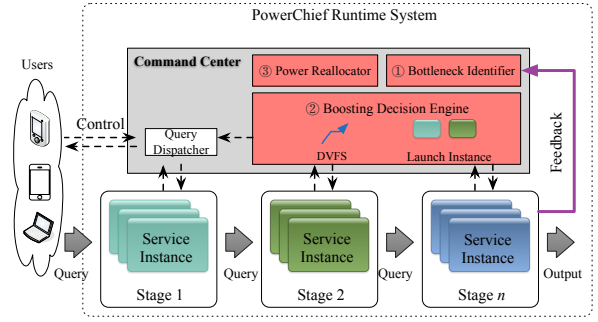 PowerChief Runtime System
Users
Command Center
③ Power Reallocator
① Bottleneck Identifier
② Boosting Decision Engine
Control
Query
Dispatcher
DVFS
Launch Instance
Feedback
Service
Instance
Service
Instance
Service
Instance
Query
Query
Query
Output
Stage 1
Stage 2
Stage n